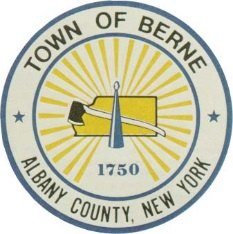 TOWN OF BERNE
1750
ALBANY COUNTY, NEW YORK